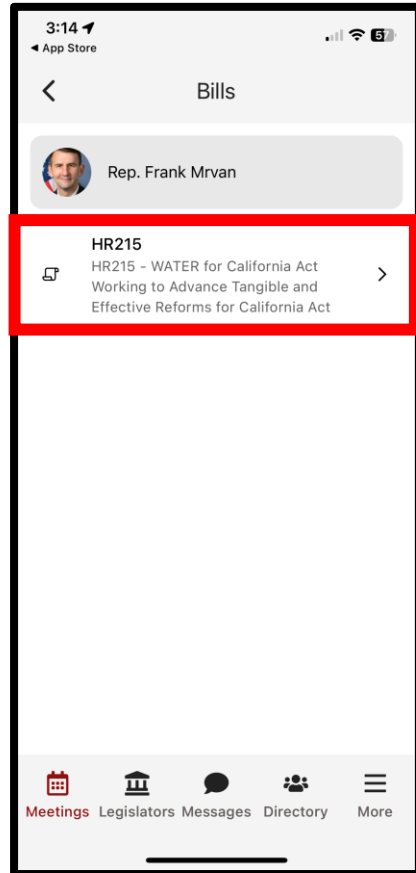 3:14
57
◀ App Store
Bills
Rep. Frank Mrvan
HR215
HR215 - WATER for California Act
Working to Advance Tangible and
Effective Reforms for California Act
Meetings Legislators Messages Directory More